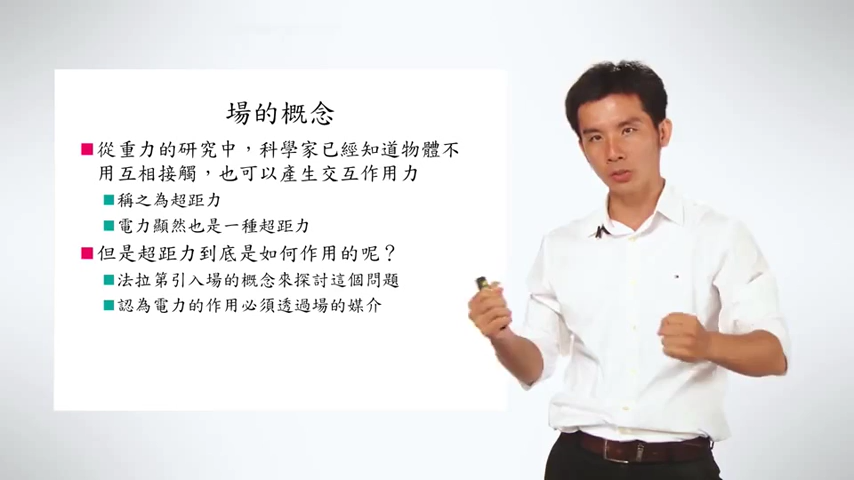 場的概念
從重力的研究中，科學家已經知道物體不
用互相接觸，也可以產生交互作用力
稱之為超距力
電力顯然也是一種超距力
但是超距力到底是如何作用的呢？
法拉第引入場的概念來探討這個問題
認為電力的作用必須透過場的媒介